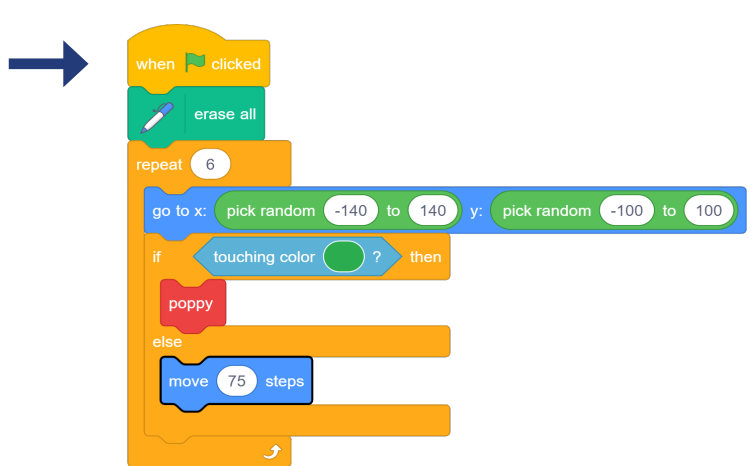 when clicked
erase all
repeat 6
go to x: pick random -140 to 140 y: pick random -100 to 100
if touching color ? then
poppy
else
move 75 steps